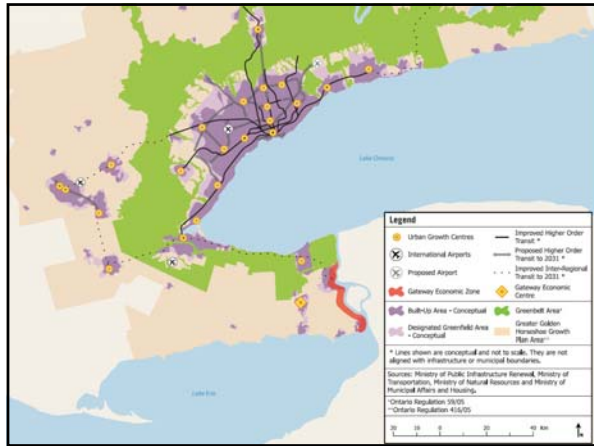 Lake Ontario
Lake Erie
Legend
Urban Growth Centres
International Airports
Proposed Airport
Gateway Economic Zone
Built-Up Area - Conceptual
Designated Greenfield Area -
Conceptual
Improved Higher Order
Transit *
Proposed Higher Order
Transit to 2031 *
Improved Inter-Regional
Transit to 2031 *
Gateway Economic
Centre
Greenbelt Area*
Greater Golden
Horseshoe Growth
Plan Area**
* Lines shown are conceptual and not to scale. They are not
aligned with infrastructure or municipal boundaries.
Sources: Ministry of Public Infrastructure Renewal, Ministry of
Transportation, Ministry of Natural Resources and Ministry of
Municipal Affairs and Housing.
*Ontario Regulation 59/05
**Ontario Regulation 416/05
20 10 0 20 40 Km